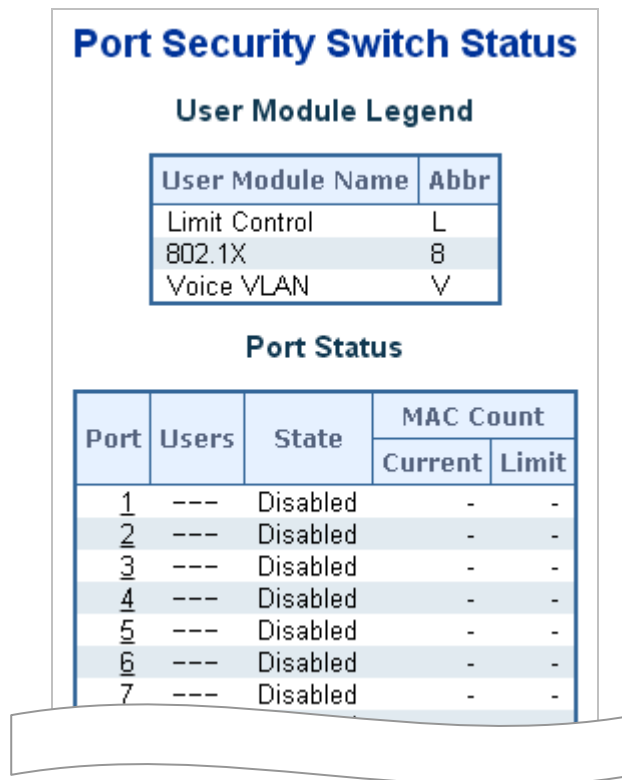 Port Security Switch Status
User Module Legend
User Module Name Abbr
Limit Control L
802.1X 8
Voice VLAN V
Port Status
Port Users State MAC Count
Current Limit
1 --- Disabled - -
2 --- Disabled - -
3 --- Disabled - -
4 --- Disabled - -
5 --- Disabled - -
6 --- Disabled - -
7 --- Disabled - -